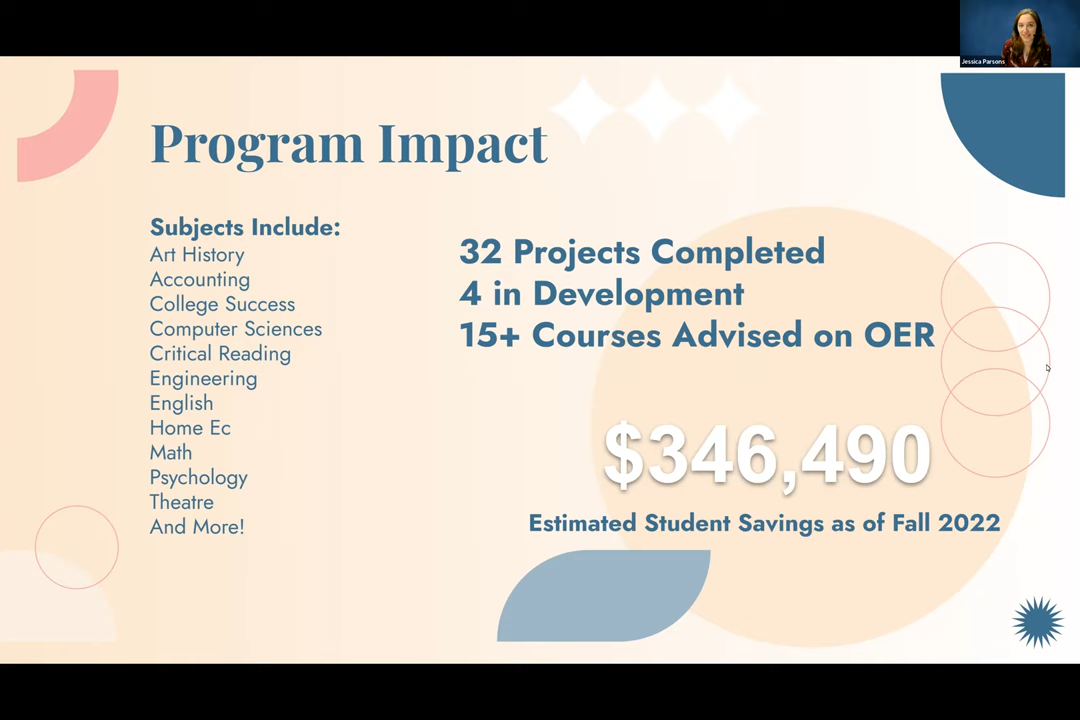 Jessica Parsons
Program Impact
Subjects Include:
Art History
Accounting
College Success
Computer Sciences
Critical Reading
Engineering
English
Home Ec
Math
Psychology
Theatre
And More!
32 Projects Completed
4 in Development
15+ Courses Advised on OER
$346,490
Estimated Student Savings as of Fall 2022